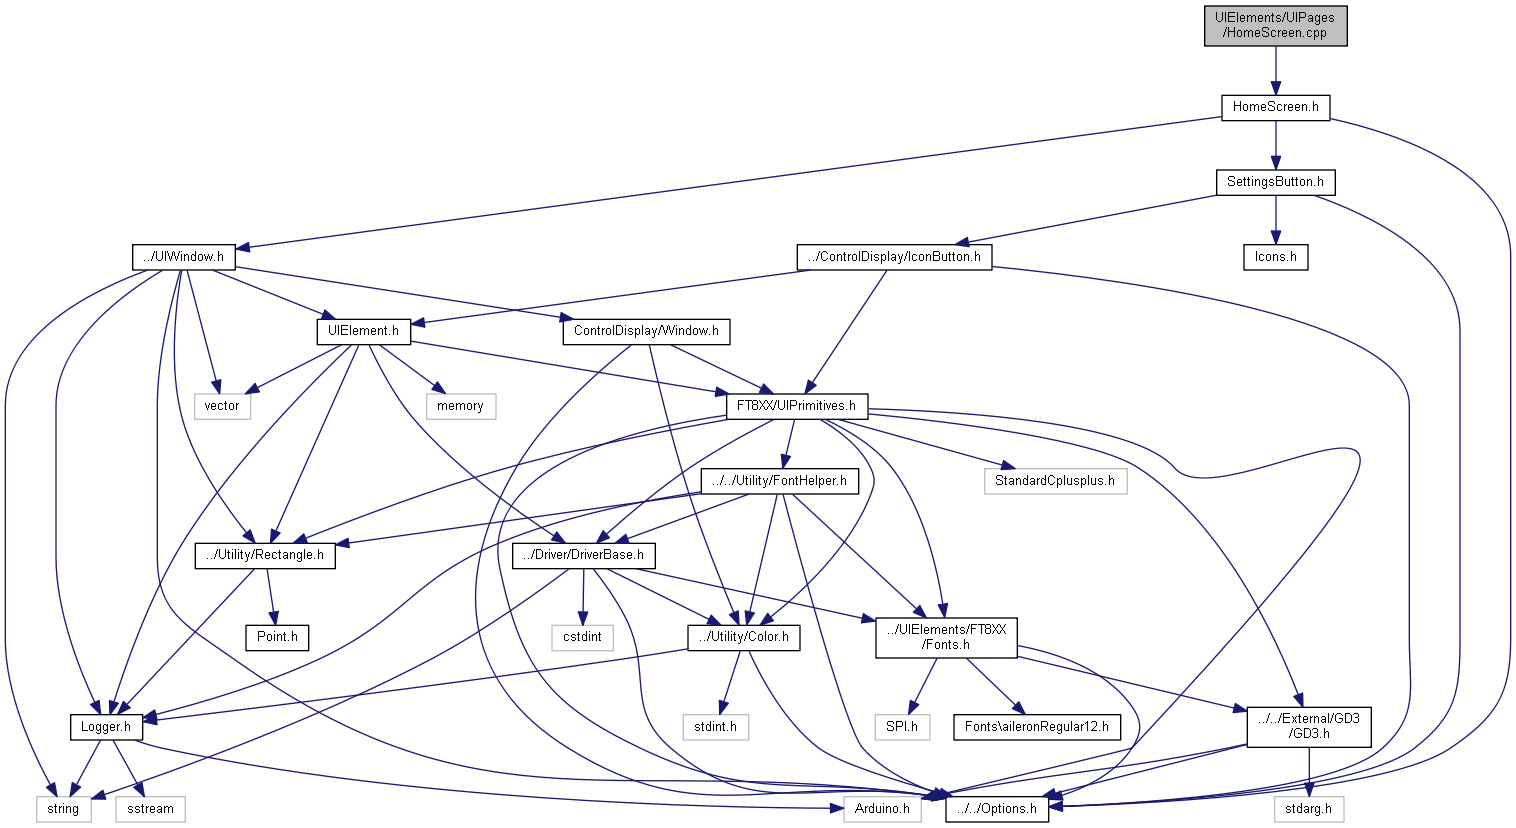 UIElements/UIPages
/HomeScreen.cpp
HomeScreen.h
SettingsButton.h
../UIWindow.h
../ControlDisplay/IconButton.h
Icons.h
UIElement.h
ControlDisplay/Window.h
vector
memory
FT8XX/UIPrimitives.h
../../Utility/FontHelper.h
StandardCplusplus.h
../Utility/Rectangle.h
../Driver/DriverBase.h
Point.h
cstdint
../Utility/Color.h
../UIElements/FT8XX
/Fonts.h
Logger.h
stdint.h
SPI.h
Fonts\aileronRegular12.h
../../External/GD3
/GD3.h
string
sstream
Arduino.h
../../Options.h
stdarg.h